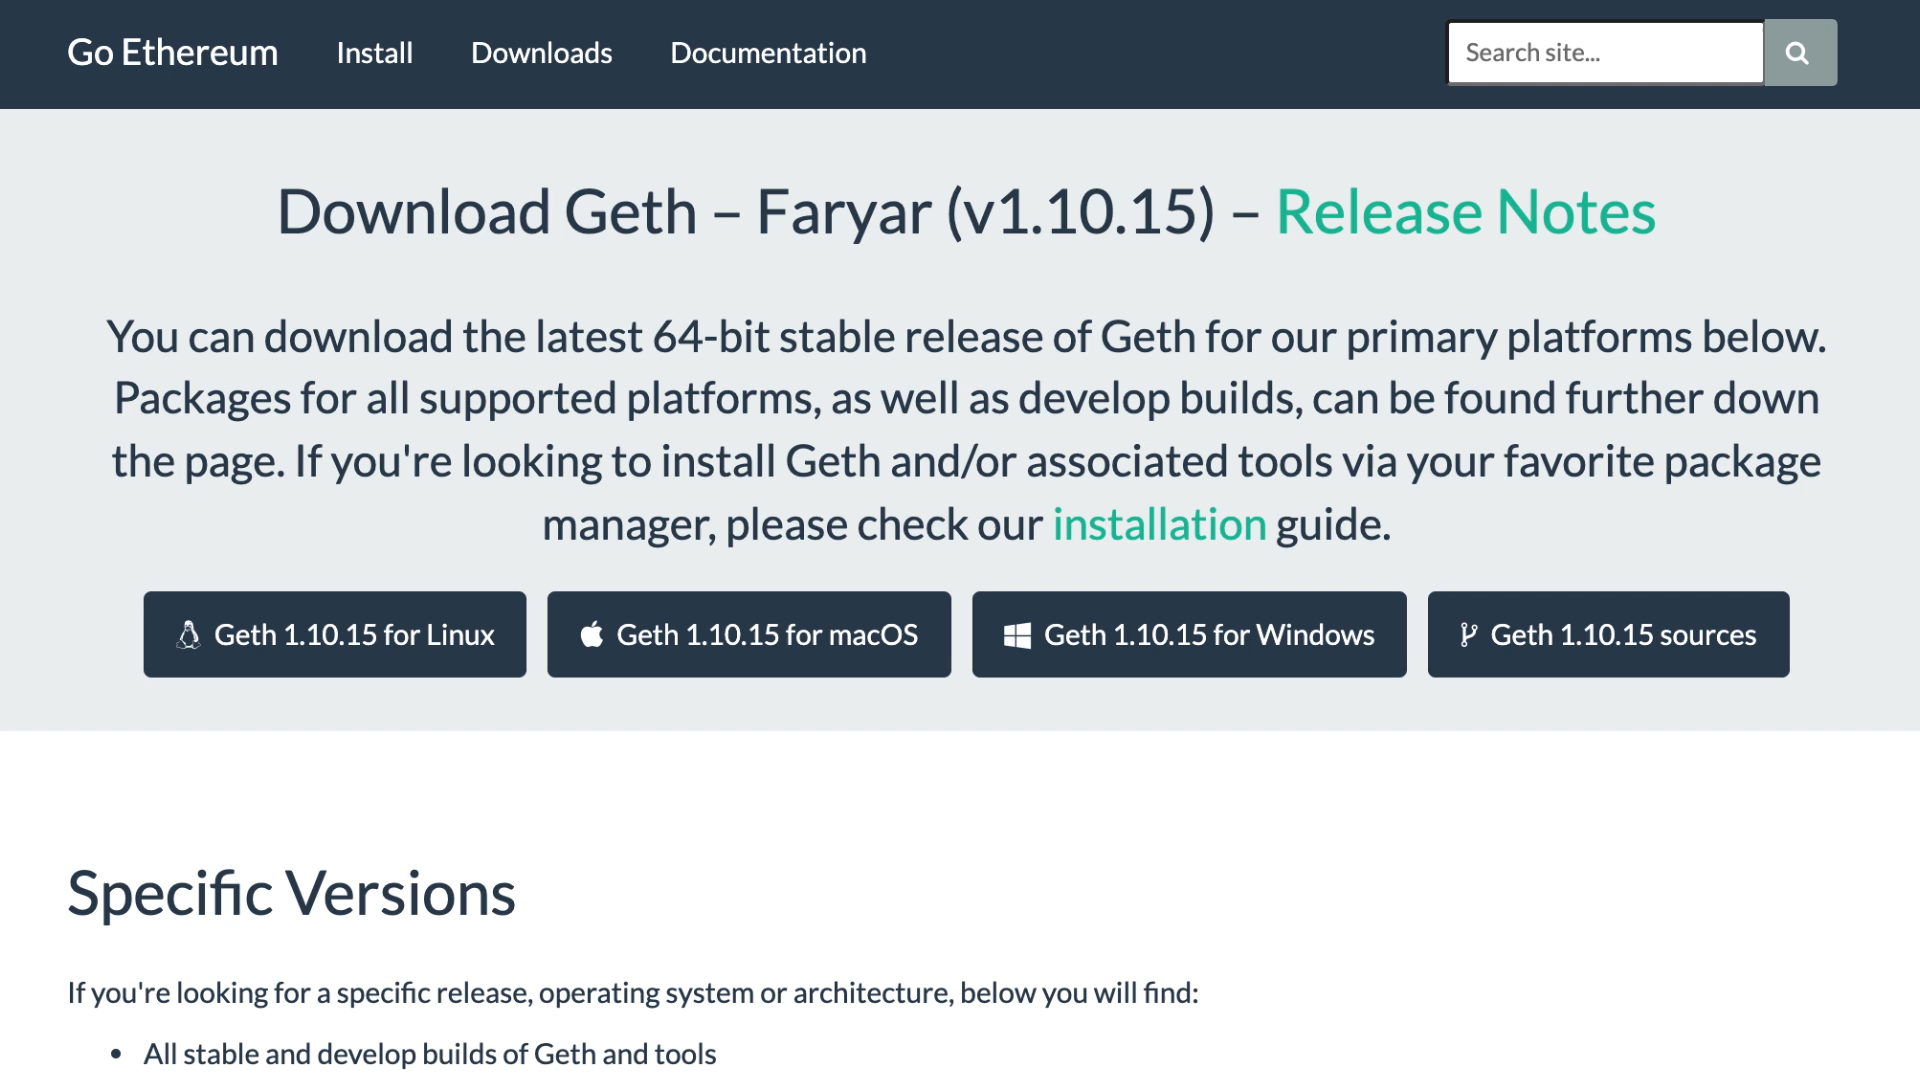 Go Ethereum Install Downloads Documentation Search site...
Download Geth – Faryar (v1.10.15) – Release Notes
You can download the latest 64-bit stable release of Geth for our primary platforms below.
Packages for all supported platforms, as well as develop builds, can be found further down
the page. If you're looking to install Geth and/or associated tools via your favorite package
manager, please check our installation guide.
Geth 1.10.15 for Linux Geth 1.10.15 for macOS Geth 1.10.15 for Windows Geth 1.10.15 sources
Specific Versions
If you're looking for a specific release, operating system or architecture, below you will find:
• All stable and develop builds of Geth and tools